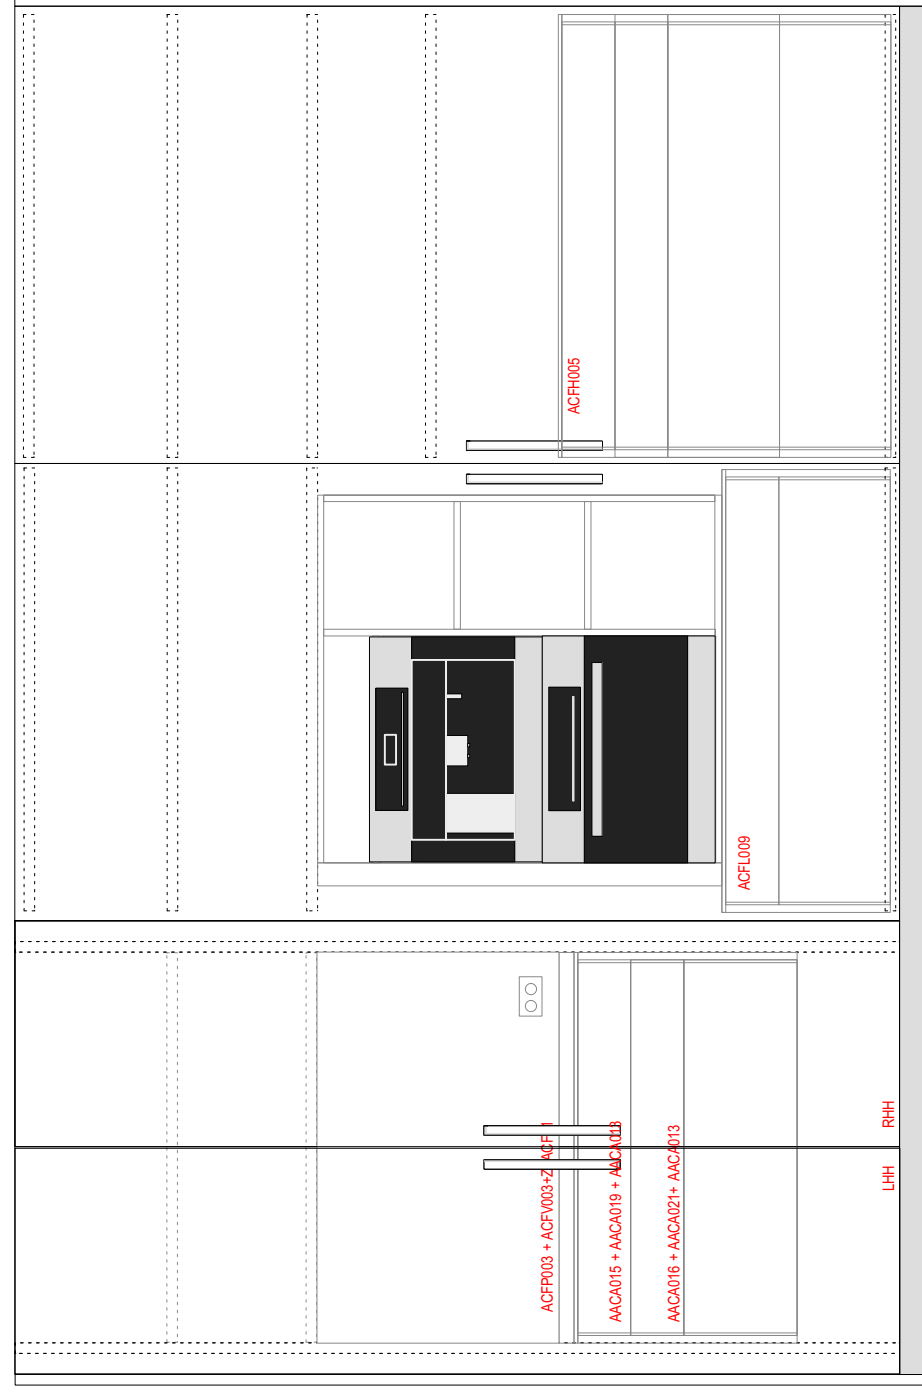 ACFP003 + ACFV003+
ACFH005
AACA015 + AACA019 +
AACA016 + AACA021+ AACA013
ACFL009
LHH
RHH